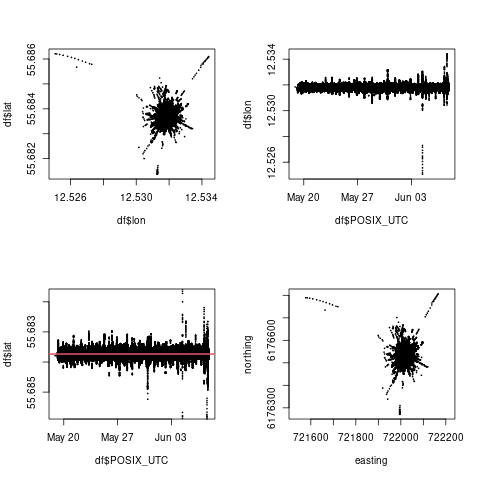 55.686
55.684
55.682
df$lat
12.526
12.530
12.534
df$lon
12.534
12.530
12.526
df$lon
May 20
May 27
Jun 03
df$POSIX_UTC
55.683
55.685
df$lat
May 20
May 27
Jun 03
df$POSIX_UTC
6176600
6176300
northing
721600
721800
722000
722200
easting